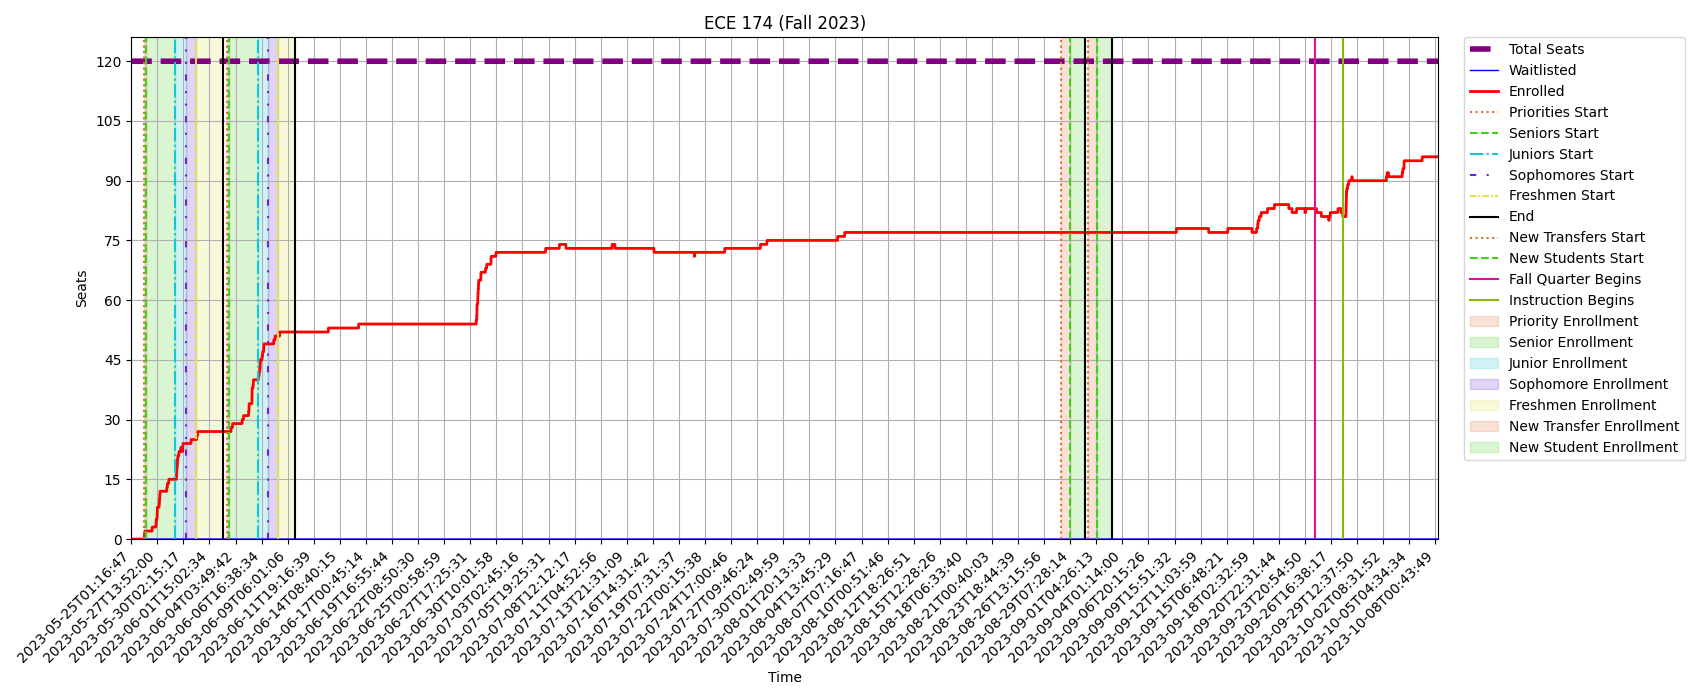 ECE 174 (Fall 2023)
120
105
90
75
60
45
30
15
0
Seats
2023-05-25T01:16:47
2023-05-27T13:52:00
2023-05-30T02:15:17
2023-06-01T15:02:34
2023-06-04T03:49:42
2023-06-06T16:38:34
2023-06-09T06:01:06
2023-06-11T19:16:39
2023-06-14T08:40:15
2023-06-17T00:45:14
2023-06-19T16:55:44
2023-06-22T08:50:30
2023-06-25T00:58:59
2023-06-27T17:25:31
2023-06-30T10:01:58
2023-07-03T02:45:16
2023-07-05T19:25:31
2023-07-08T12:12:17
2023-07-11T04:52:56
2023-07-13T21:31:09
2023-07-16T14:31:42
2023-07-19T07:31:37
2023-07-22T00:15:38
2023-07-24T17:00:46
2023-07-27T09:46:24
2023-07-30T02:49:59
2023-08-01T20:13:33
2023-08-04T13:45:29
2023-08-07T07:16:47
2023-08-10T00:51:46
2023-08-12T18:26:51
2023-08-15T12:28:26
2023-08-18T06:33:40
2023-08-21T00:40:03
2023-08-23T18:44:39
2023-08-26T13:15:56
2023-08-29T07:28:14
2023-09-01T04:26:13
2023-09-04T01:14:00
2023-09-06T20:15:26
2023-09-09T15:51:32
2023-09-12T11:03:59
2023-09-15T06:48:21
2023-09-18T02:32:59
2023-09-20T22:31:44
2023-09-23T20:54:50
2023-09-26T16:38:17
2023-09-29T12:37:50
2023-10-02T08:31:52
2023-10-05T04:34:34
2023-10-08T00:43:49
Time
Total Seats
Waitlisted
Enrolled
Priorities Start
Seniors Start
Juniors Start
Sophomores Start
Freshmen Start
End
New Transfers Start
New Students Start
Fall Quarter Begins
Instruction Begins
Priority Enrollment
Senior Enrollment
Junior Enrollment
Sophomore Enrollment
Freshmen Enrollment
New Transfer Enrollment
New Student Enrollment